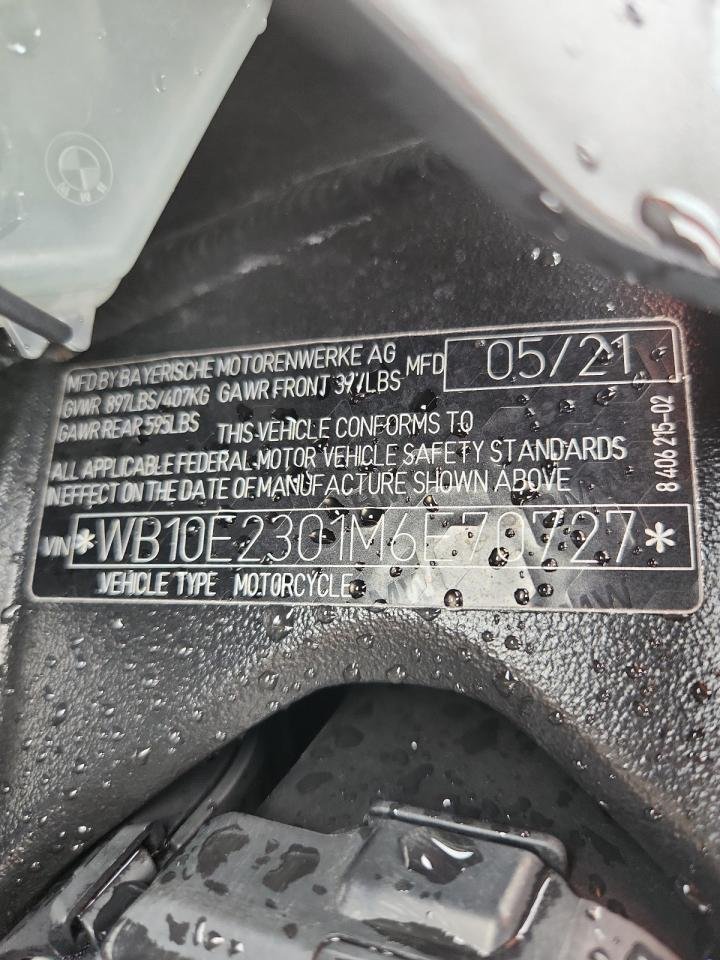 MFD BY BAYERISCHE MOTORENWERKE AG MFD 05/21
GVWR 897LBS/407KG GAWR FRONT 397LBS
GAWR REAR 595LBS THIS VEHICLE CONFORMS TO
ALL APPLICABLE FEDERAL-MOTOR VEHICLE SAFETY STANDARDS
IN EFFECT ON THE DATE OF MANUFACTURE SHOWN ABOVE
VIN *WB10E2301M6E70727*
VEHICLE TYPE MOTORCYCLE
8 406 215-02
BMW